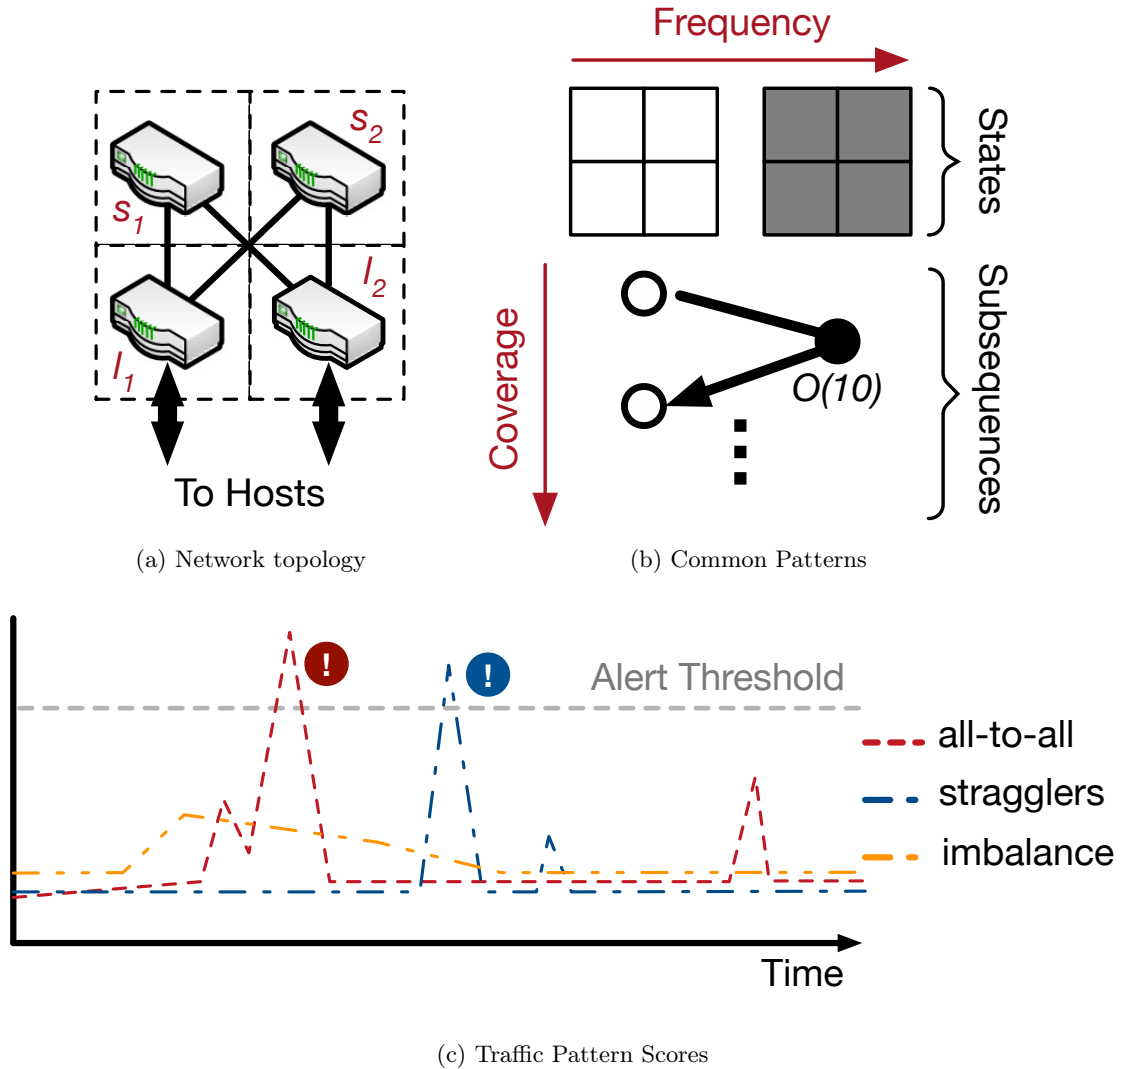 s1
s2
l1
l2
To Hosts
(a) Network topology
Frequency
States
Coverage
O(10)
Subsequences
(b) Common Patterns
!
!
Alert Threshold
all-to-all
stragglers
imbalance
Time
(c) Traffic Pattern Scores